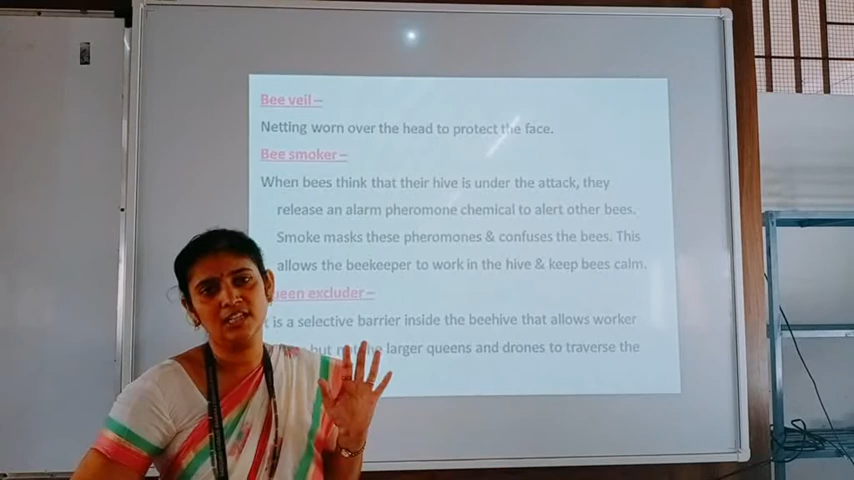 Bee veil –
Netting worn over the head to protect the face.
Bee smoker –
When bees think that their hive is under the attack, they
release an alarm pheromone chemical to alert other bees.
Smoke masks these pheromones & confuses the bees. This
allows the beekeeper to work in the hive & keep bees calm.
excluder –
is a selective barrier inside the beehive that allows worker
but not the larger queens and drones to traverse the